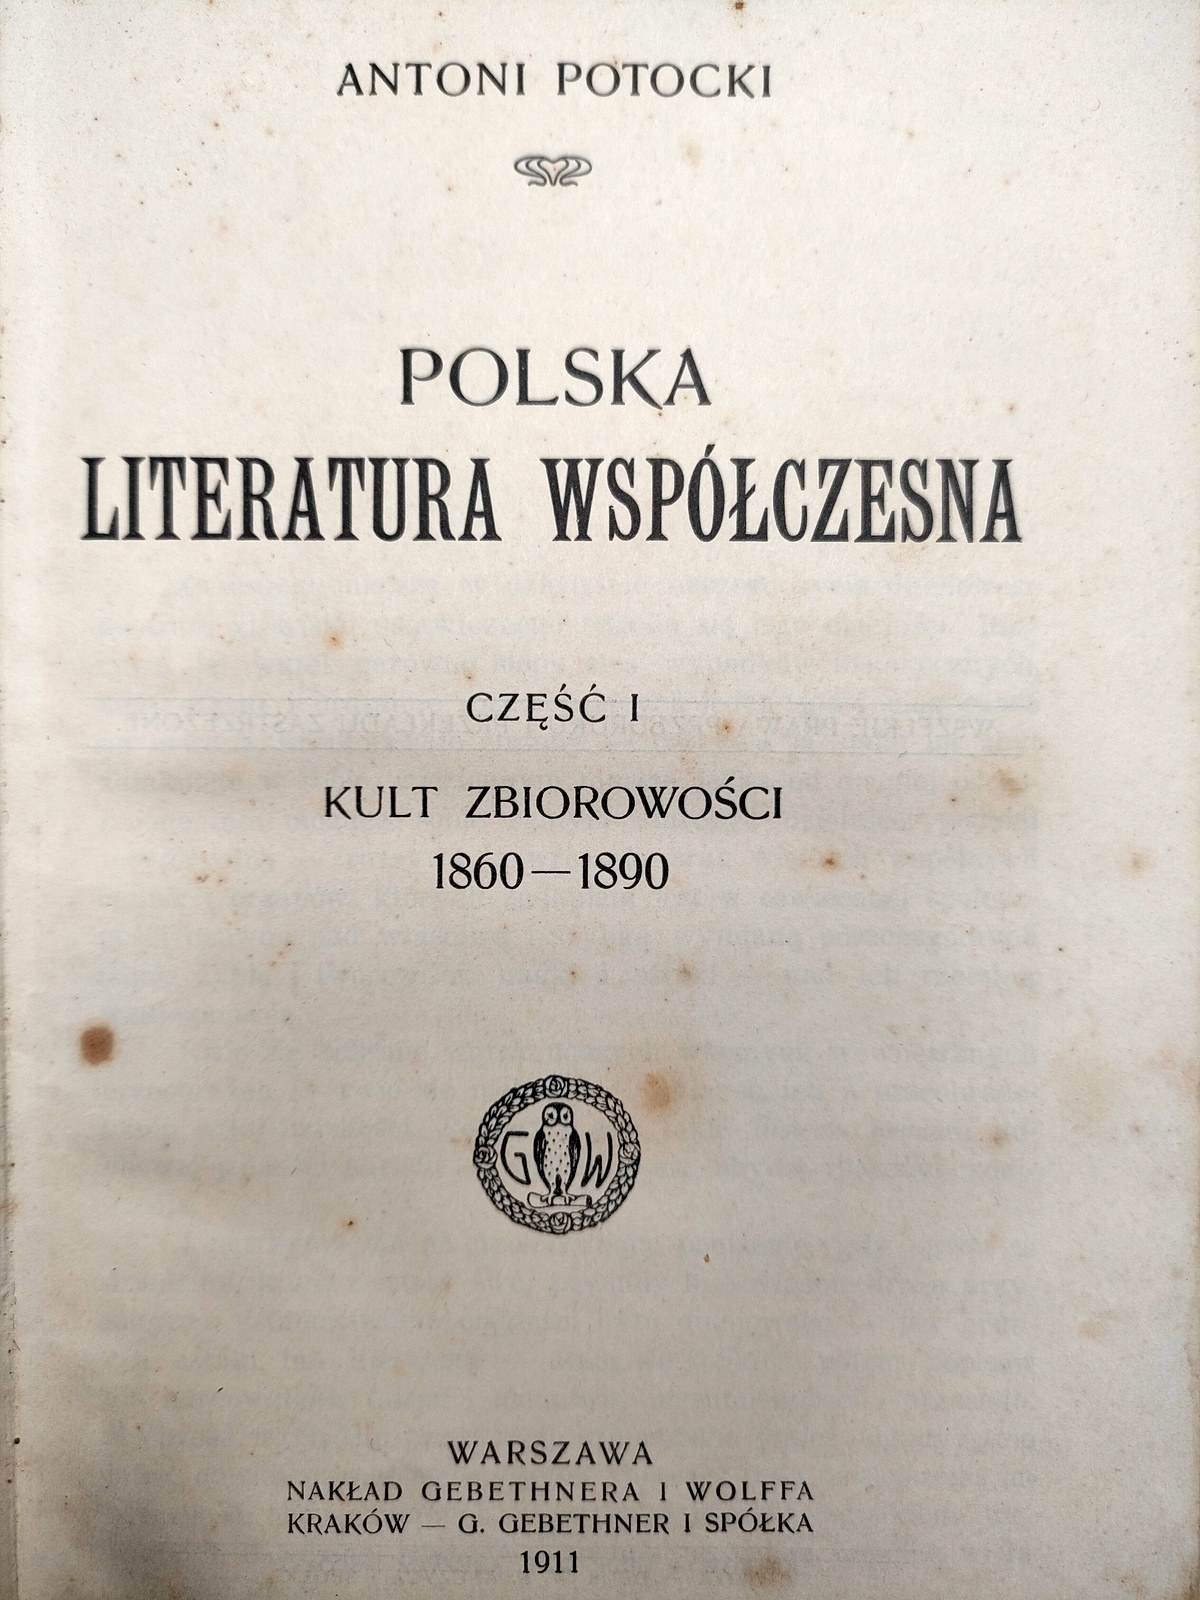 ANTONI POTOCKI
POLSKA
LITERATURA WSPÓŁCZESNA
CZĘŚĆ I
KULT ZBIOROWOŚCI
1860—1890
G W
WARSZAWA
NAKŁAD GEBETHNERA I WOLFFA
KRAKÓW — G. GEBETHNER I SPÓŁKA
1911